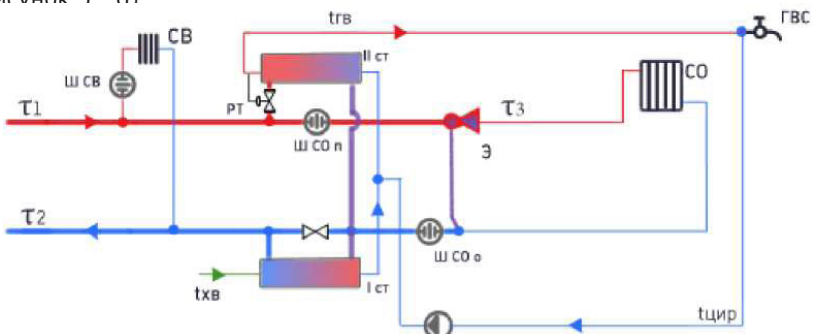 ГВС
tгв
СВ
II ст
СО
Ш СВ
τ1
РТ
Ш СО п
τ3
Э
τ2
Ш СО о
I ст
tхв
tцир